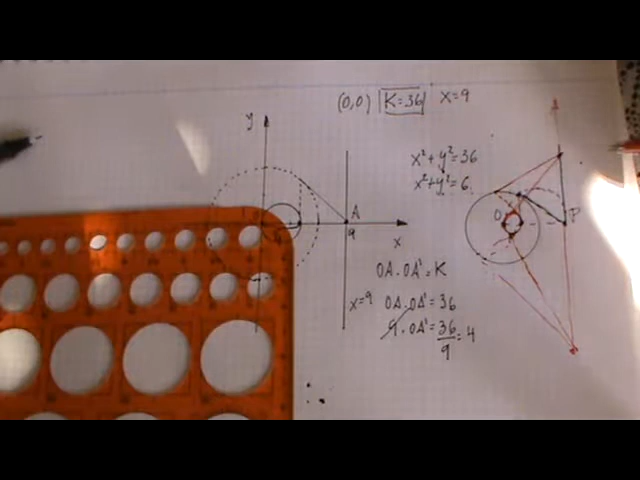 (0,0) K=36 x=9
y
x²+y²=36
x²+y²=6
A
O
P
9
x
OA·OA'=K
x=9 OA·OA'=36
9·OA'=36/9=4